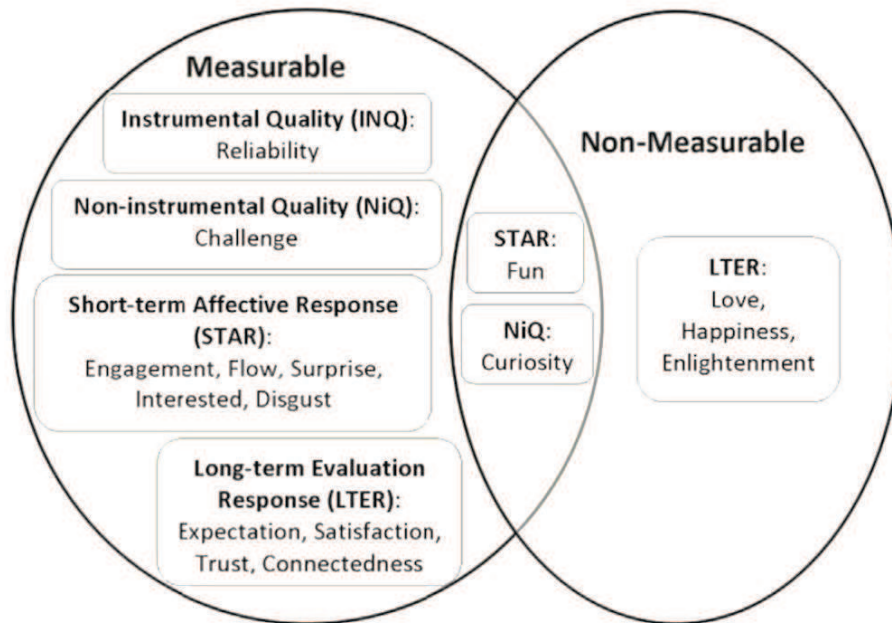 Measurable
Instrumental Quality (INQ):
Reliability
Non-instrumental Quality (NiQ):
Challenge
Short-term Affective Response
(STAR):
Engagement, Flow, Surprise,
Interested, Disgust
Long-term Evaluation
Response (LTER):
Expectation, Satisfaction,
Trust, Connectedness
STAR:
Fun
NiQ:
Curiosity
Non-Measurable
LTER:
Love,
Happiness,
Enlightenment